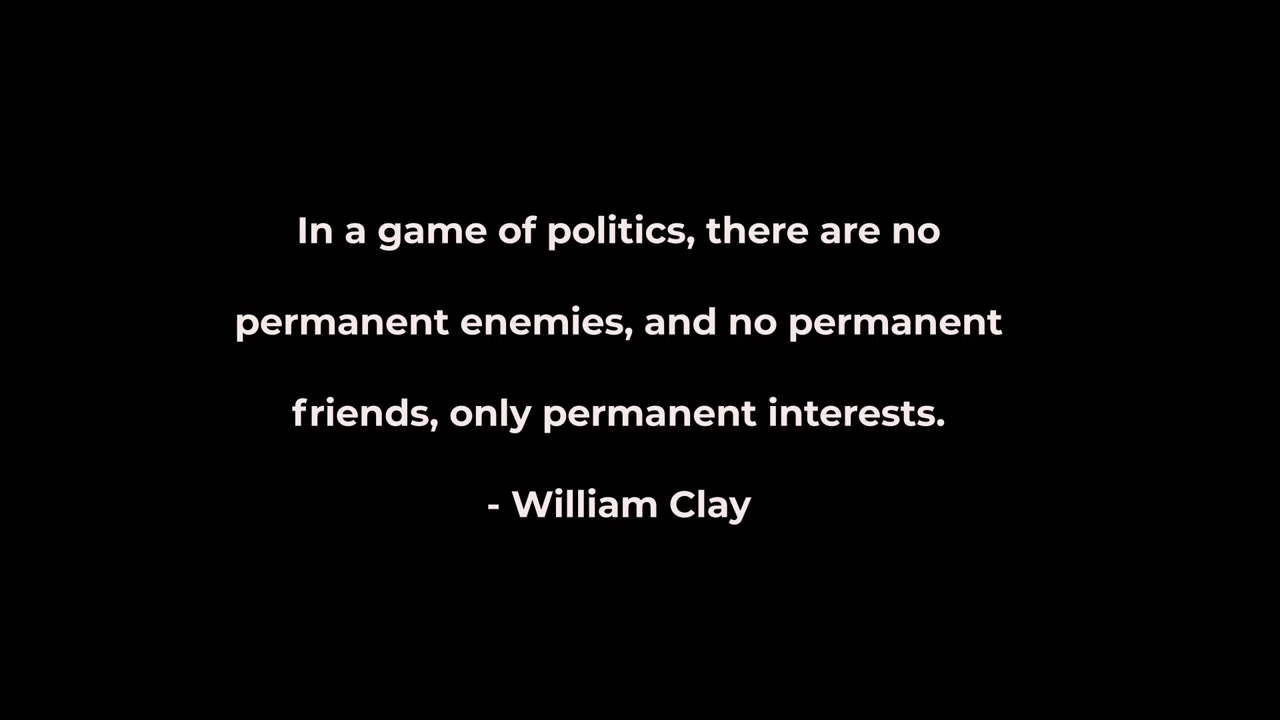 In a game of politics, there are no
permanent enemies, and no permanent
friends, only permanent interests.
- William Clay